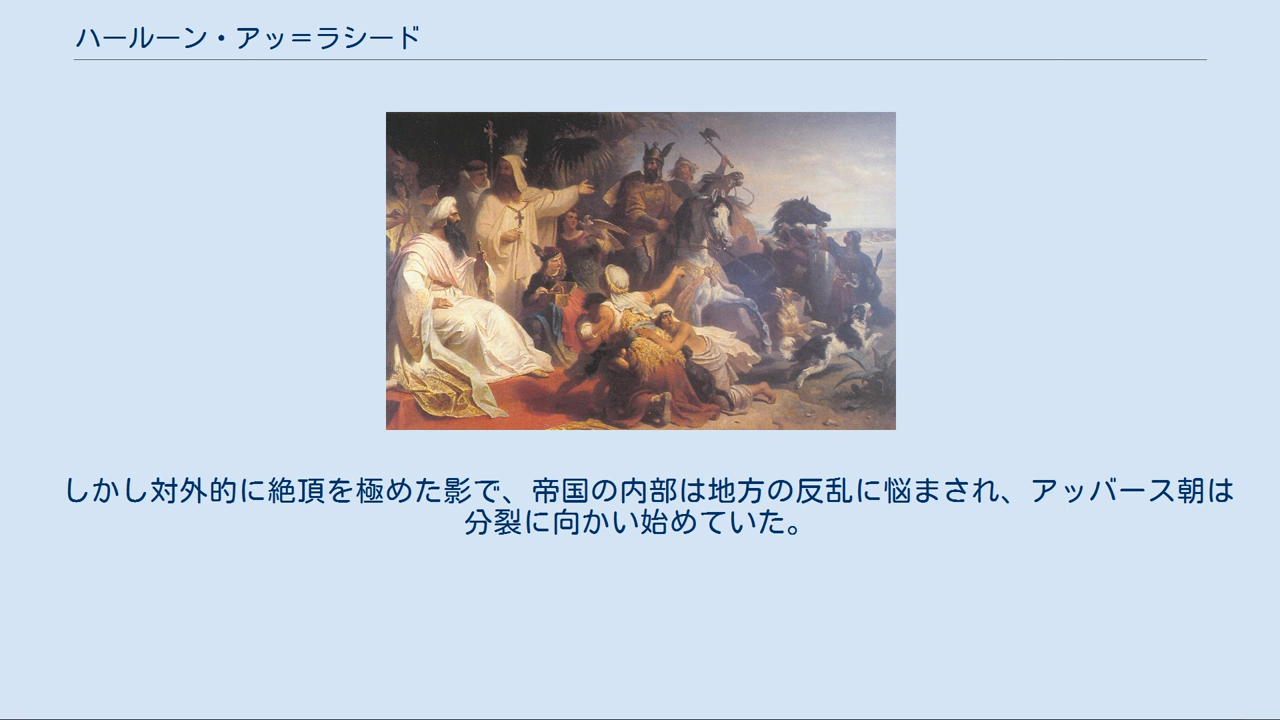 ハールーン・アッ＝ラシード
しかし対外的に絶頂を極めた影で、帝国の内部は地方の反乱に悩まされ、アッバース朝は
分裂に向かい始めていた。